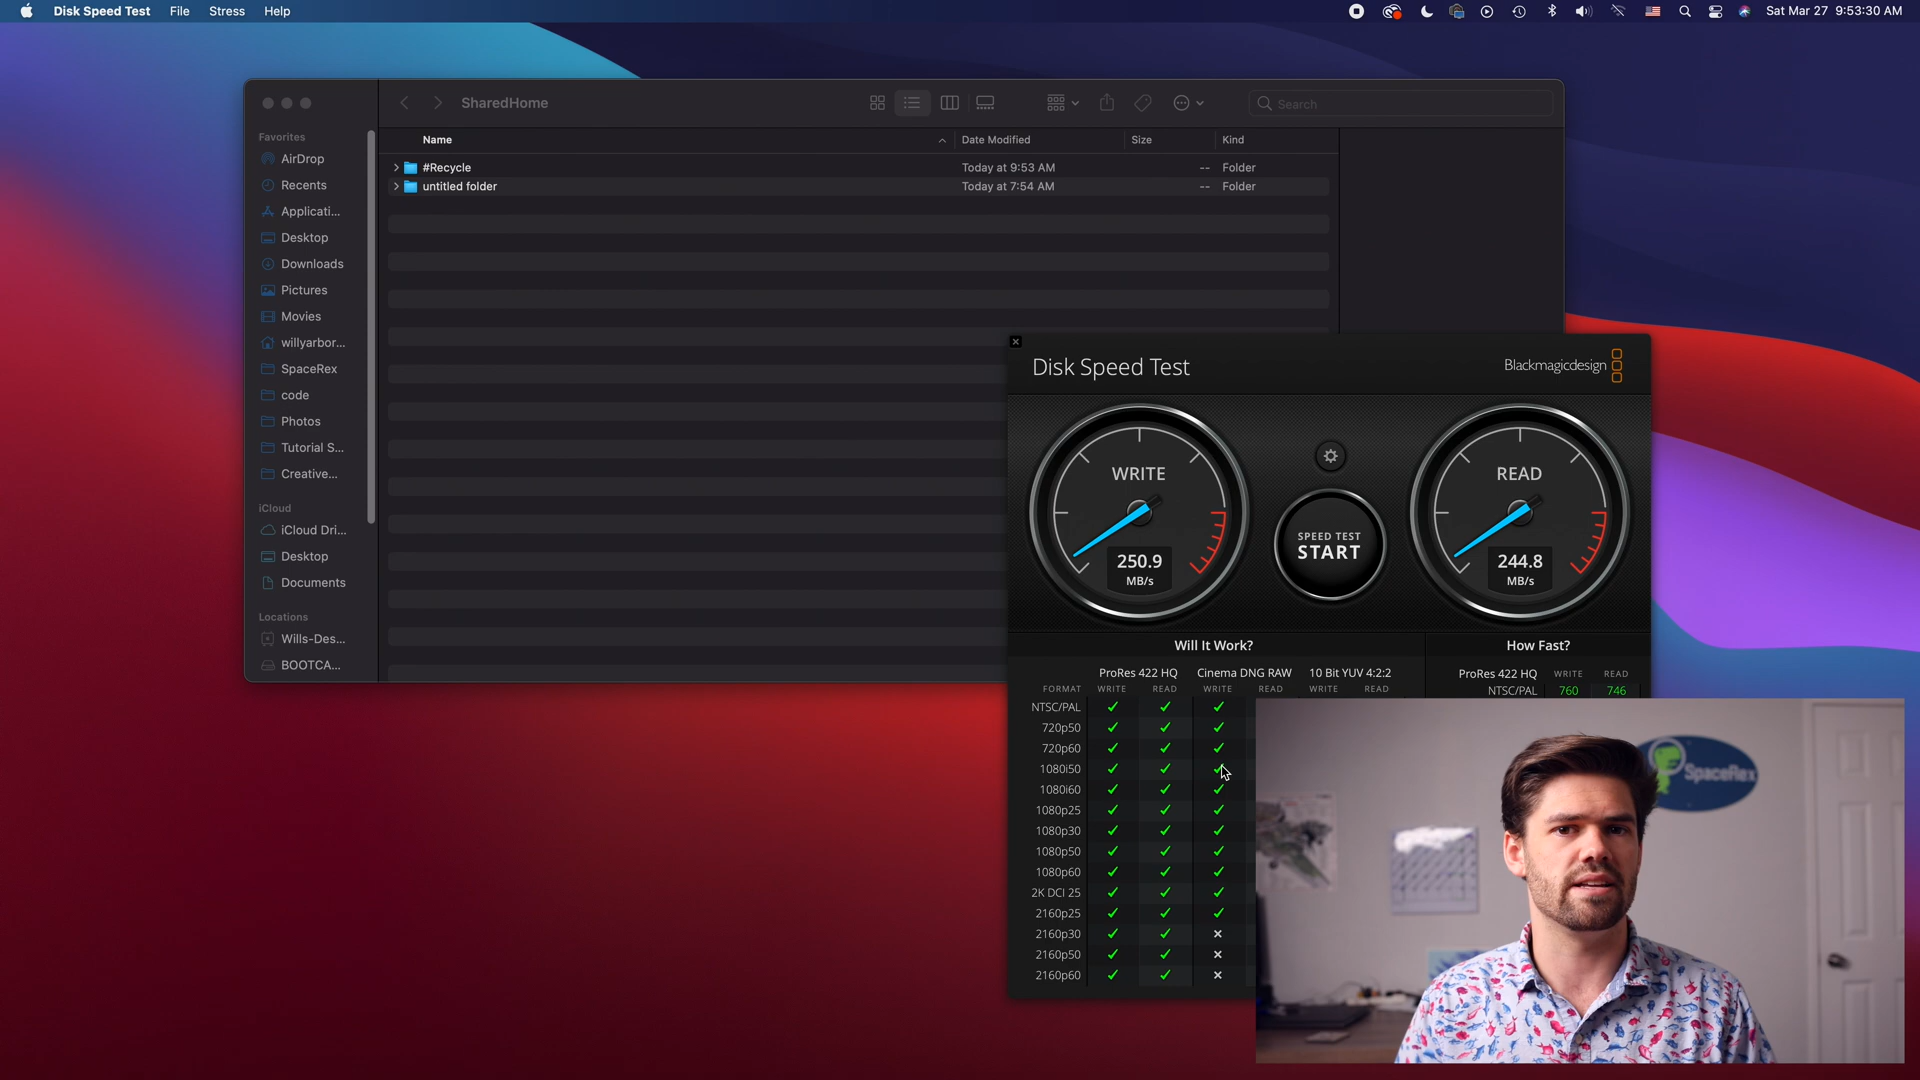 Disk Speed Test File Stress Help
Sat Mar 27 9:53:30 AM
SharedHome
Search
Favorites
AirDrop
Recents
Applicati...
Desktop
Downloads
Pictures
Movies
willyarbor...
SpaceRex
code
Photos
Tutorial S...
Creative...
iCloud
iCloud Dri...
Desktop
Documents
Locations
Wills-Des...
BOOTCA...
Name Date Modified Size Kind
#Recycle Today at 9:53 AM -- Folder
untitled folder Today at 7:54 AM -- Folder
Disk Speed Test
Blackmagicdesign
WRITE
250.9
MB/s
SPEED TEST
START
READ
244.8
MB/s
Will It Work?
ProRes 422 HQ Cinema DNG RAW 10 Bit YUV 4:2:2
FORMAT WRITE READ WRITE READ WRITE READ
NTSC/PAL
720p50
720p60
1080i50
1080i60
1080p25
1080p30
1080p50
1080p60
2K DCI 25
2160p25
2160p30
2160p50
2160p60
How Fast?
ProRes 422 HQ WRITE READ
NTSC/PAL 760 746
SpaceRex